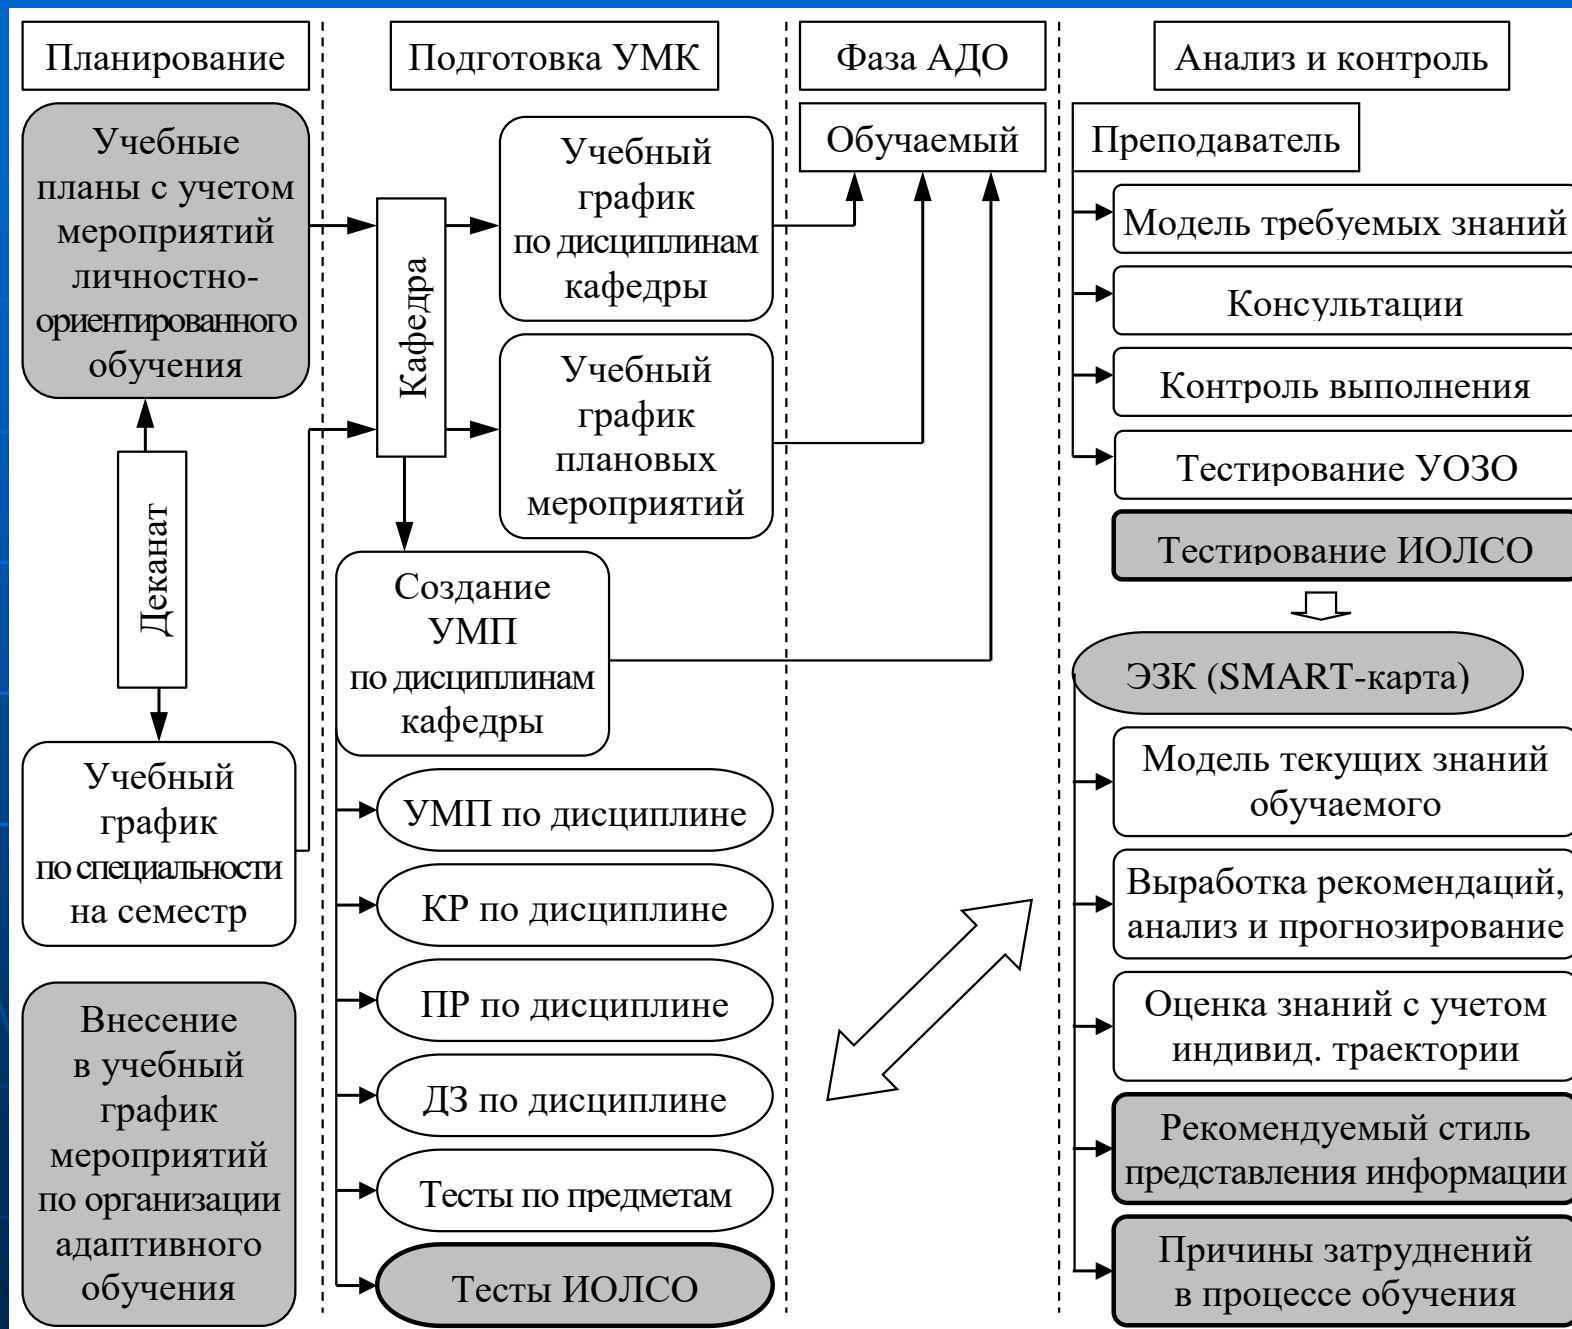 Планирование
Учебные
планы с учетом
мероприятий
личностно-
ориентированного
обучения
Деканат
Учебный
график
по специальности
на семестр
Внесение
в учебный
график
мероприятий
по организации
адаптивного
обучения
Подготовка УМК
Кафедра
Учебный
график
по дисциплинам
кафедры
Учебный
график
плановых
мероприятий
Создание
УМП
по дисциплинам
кафедры
УМП по дисциплине
КР по дисциплине
ПР по дисциплине
ДЗ по дисциплине
Тесты по предметам
Тесты ИОЛСО
Фаза АДО
Обучаемый
Анализ и контроль
Преподаватель
Модель требуемых знаний
Консультации
Контроль выполнения
Тестирование УОЗО
Тестирование ИОЛСО
ЭЗК (SMART-карта)
Модель текущих знаний
обучаемого
Выработка рекомендаций,
анализ и прогнозирование
Оценка знаний с учетом
индивид. траектории
Рекомендуемый стиль
представления информации
Причины затруднений
в процессе обучения